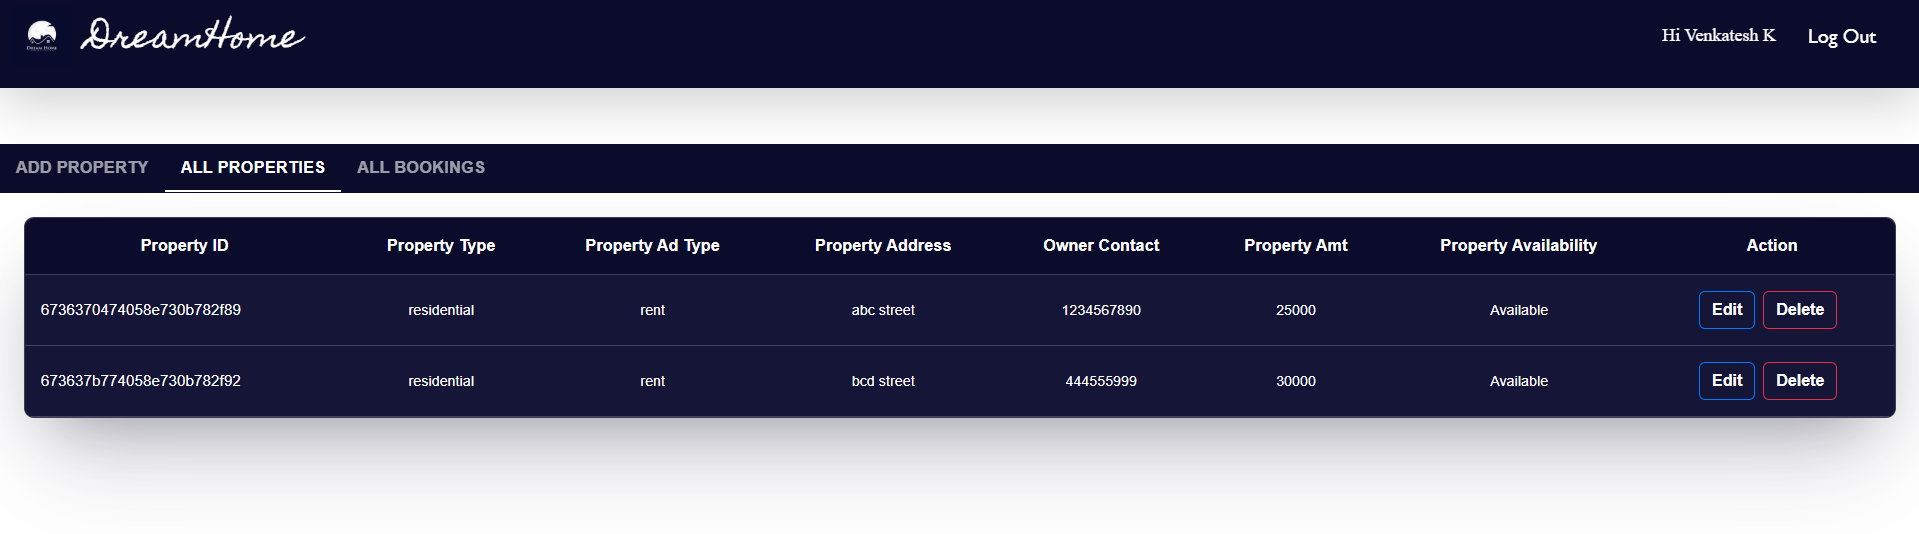 DREAM HOME
DreamHome
Hi Venkatesh K Log Out
ADD PROPERTY ALL PROPERTIES ALL BOOKINGS
Property ID Property Type Property Ad Type Property Address Owner Contact Property Amt Property Availability Action
6736370474058e730b782f89 residential rent abc street 1234567890 25000 Available Edit Delete
673637b774058e730b782f92 residential rent bcd street 444555999 30000 Available Edit Delete